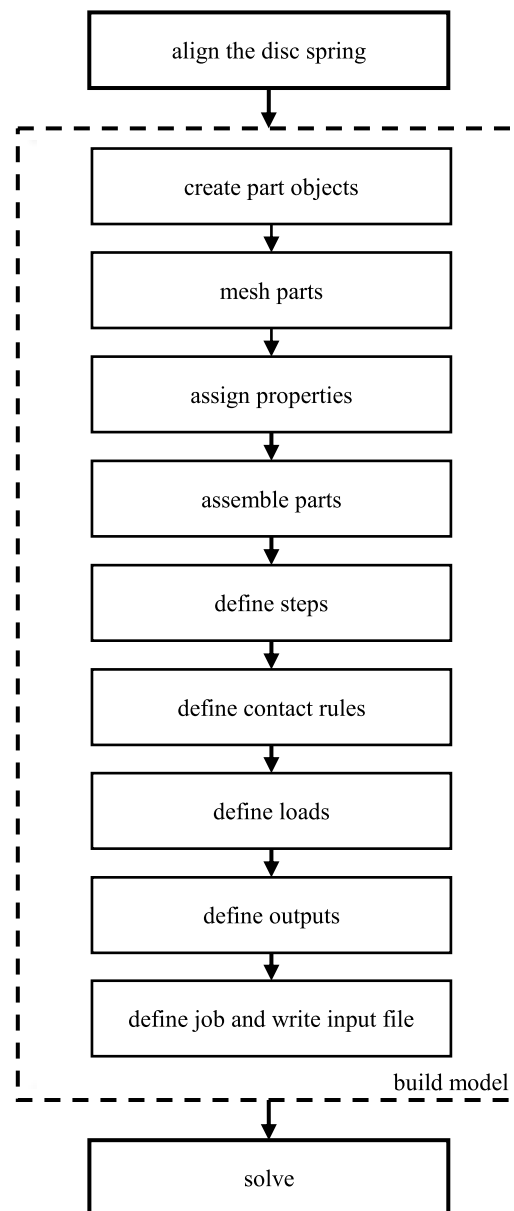 align the disc spring
create part objects
mesh parts
assign properties
assemble parts
define steps
define contact rules
define loads
define outputs
define job and write input file
build model
solve